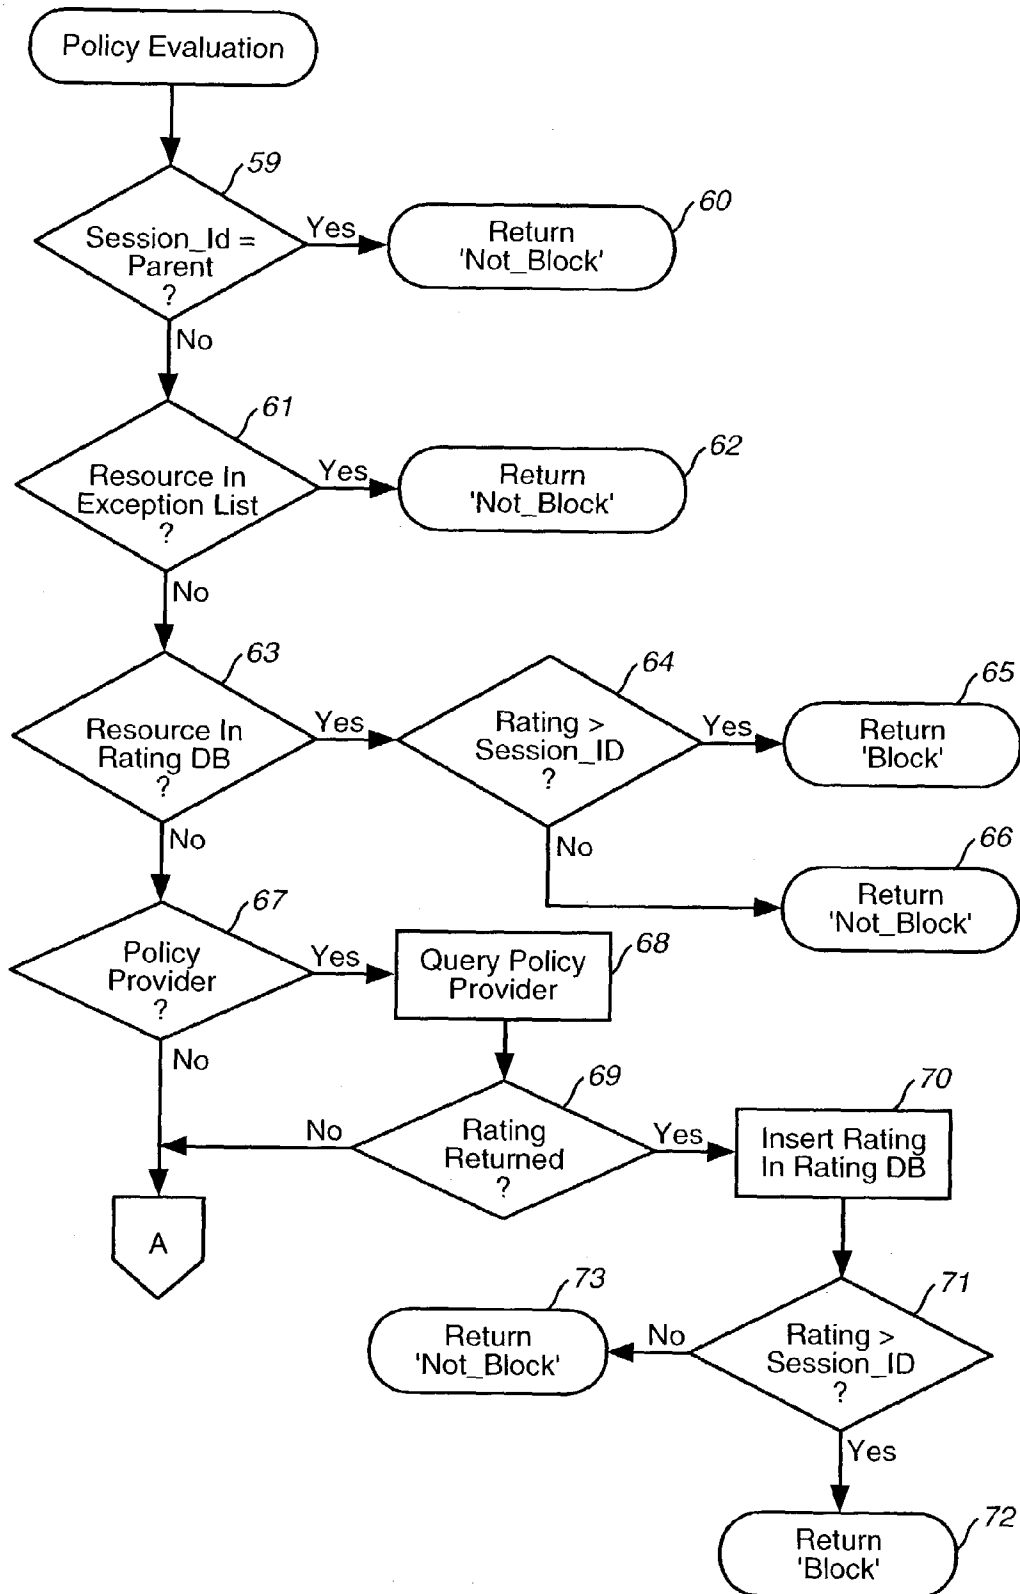 Policy Evaluation
59
Session_Id =
Parent
?
Yes
60
Return
'Not_Block'
No
61
Resource In
Exception List
?
Yes
62
Return
'Not_Block'
No
63
Resource In
Rating DB
?
Yes
64
Rating >
Session_ID
?
Yes
65
Return
'Block'
No
66
Return
'Not_Block'
No
67
Policy
Provider
?
Yes
68
Query Policy
Provider
No
69
Rating
Returned
?
No
Yes
70
Insert Rating
In Rating DB
A
71
Rating >
Session_ID
?
No
73
Return
'Not_Block'
Yes
72
Return
'Block'